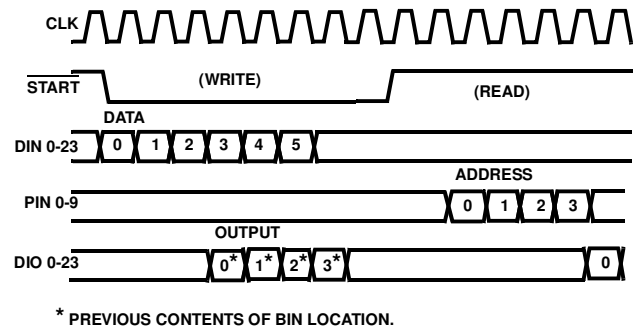 CLK
START
(WRITE)
(READ)
DATA
DIN 0-23
0 1 2 3 4 5
ADDRESS
PIN 0-9
0 1 2 3
OUTPUT
DIO 0-23
0* 1* 2* 3* 0
* PREVIOUS CONTENTS OF BIN LOCATION.